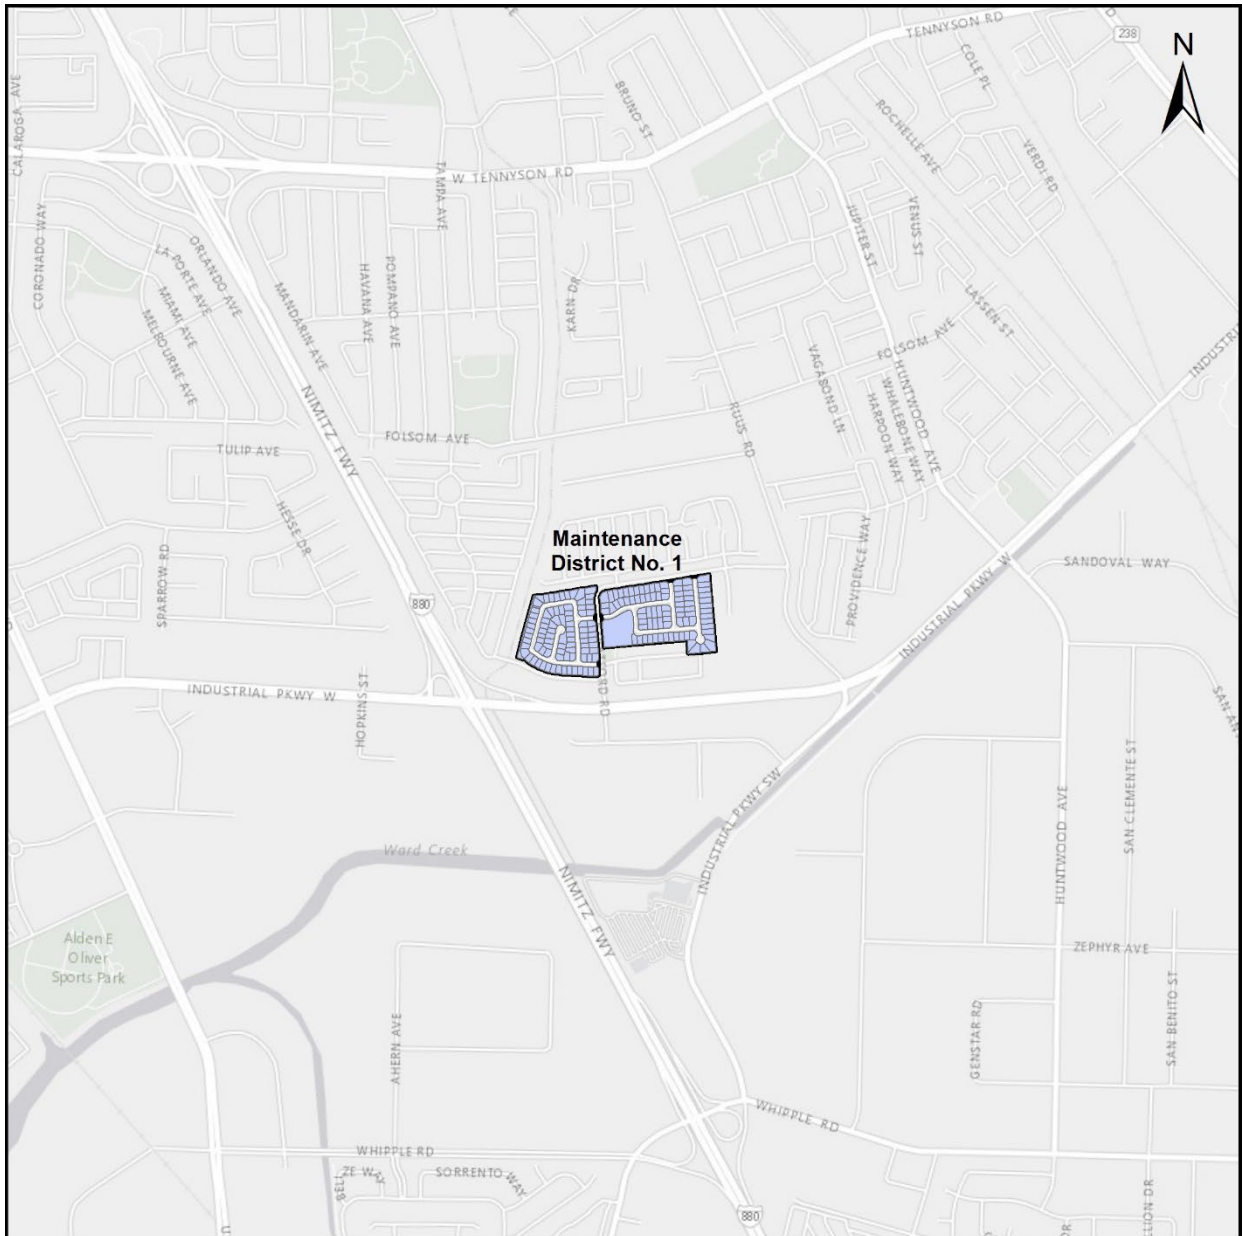 TENNYSON RD
238
N
COLE PL
CALAROGA AVE
BRUNO ST
ROCHELLE AVE
VERDI RD
W TENNYSON RD
TAMPA AVE
CORONADO WAY
JUPITER ST
VENUS ST
ORLANDO AVE
LA PORTE AVE
MIAMI AVE
MELBOURNE AVE
MANDARIN AVE
HAVANA AVE
POMPANO AVE
KARN DR
LASSEN ST
FOLSOM AVE
VAGABOND LN
HUNTWOOD AVE
WHALEBONE WAY
HARPOON WAY
NIMITZ FWY
RUUS RD
FOLSOM AVE
TULIP AVE
HESSE DR
SPARROW RD
Maintenance
District No. 1
PROVIDENCE WAY
SANDOVAL WAY
INDUSTRIAL PKWY W
880
INDUSTRIAL PKWY W
HOPKINS ST
INDUSTRIAL PKWY SW
SAN CLEMENTE ST
HUNTWOOD AVE
Ward Creek
NIMITZ FWY
Alden E
Oliver
Sports Park
ZEPHYR AVE
SAN BENITO ST
GENSTAR RD
AHERN AVE
WHIPPLE RD
WHIPPLE RD
SORRENTO WAY
880